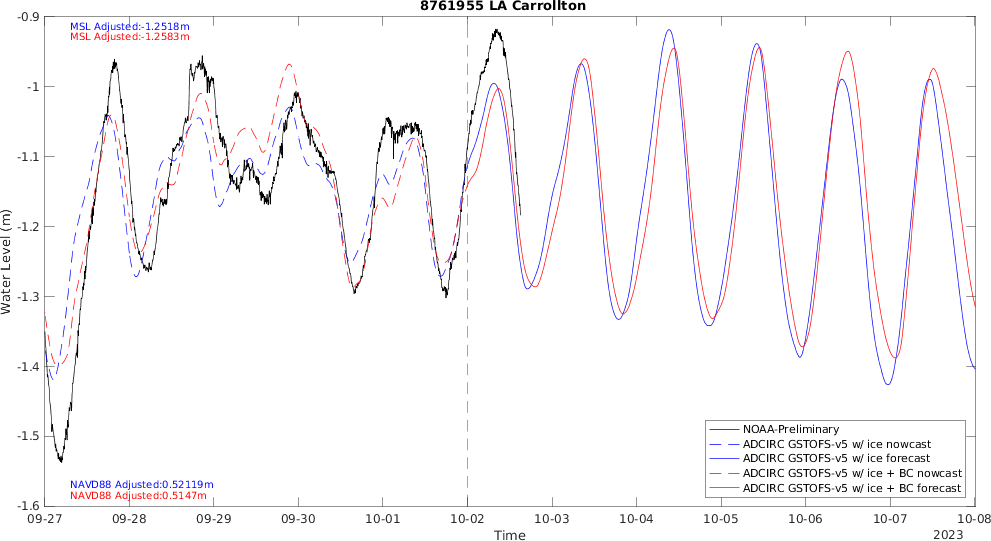 8761955 LA Carrollton
MSL Adjusted:-1.2518m
MSL Adjusted:-1.2583m
-0.9
-1
-1.1
-1.2
-1.3
-1.4
-1.5
-1.6
Water Level (m)
NOAA-Preliminary
ADCIRC GSTOFS-v5 w/ ice nowcast
ADCIRC GSTOFS-v5 w/ ice forecast
ADCIRC GSTOFS-v5 w/ ice + BC nowcast
ADCIRC GSTOFS-v5 w/ ice + BC forecast
NAVD88 Adjusted:0.52119m
NAVD88 Adjusted:0.5147m
09-27 09-28 09-29 09-30 10-01 10-02 10-03 10-04 10-05 10-06 10-07 10-08
Time
2023